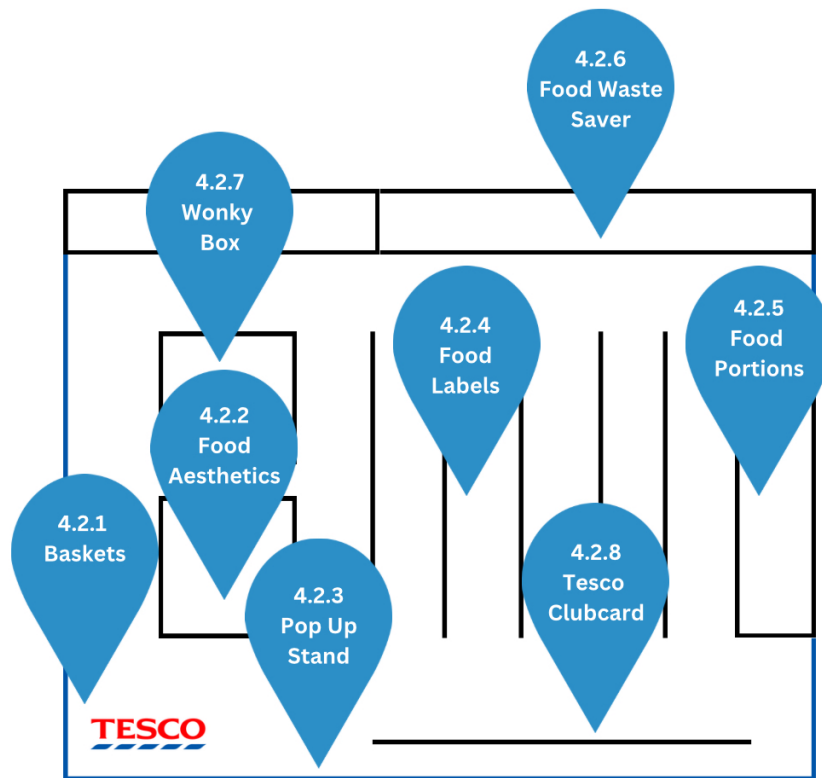 4.2.6
Food Waste
Saver
4.2.7
Wonky
Box
4.2.4
Food
Labels
4.2.5
Food
Portions
4.2.2
Food
Aesthetics
4.2.1
Baskets
4.2.8
Tesco
Clubcard
4.2.3
Pop Up
Stand
TESCO